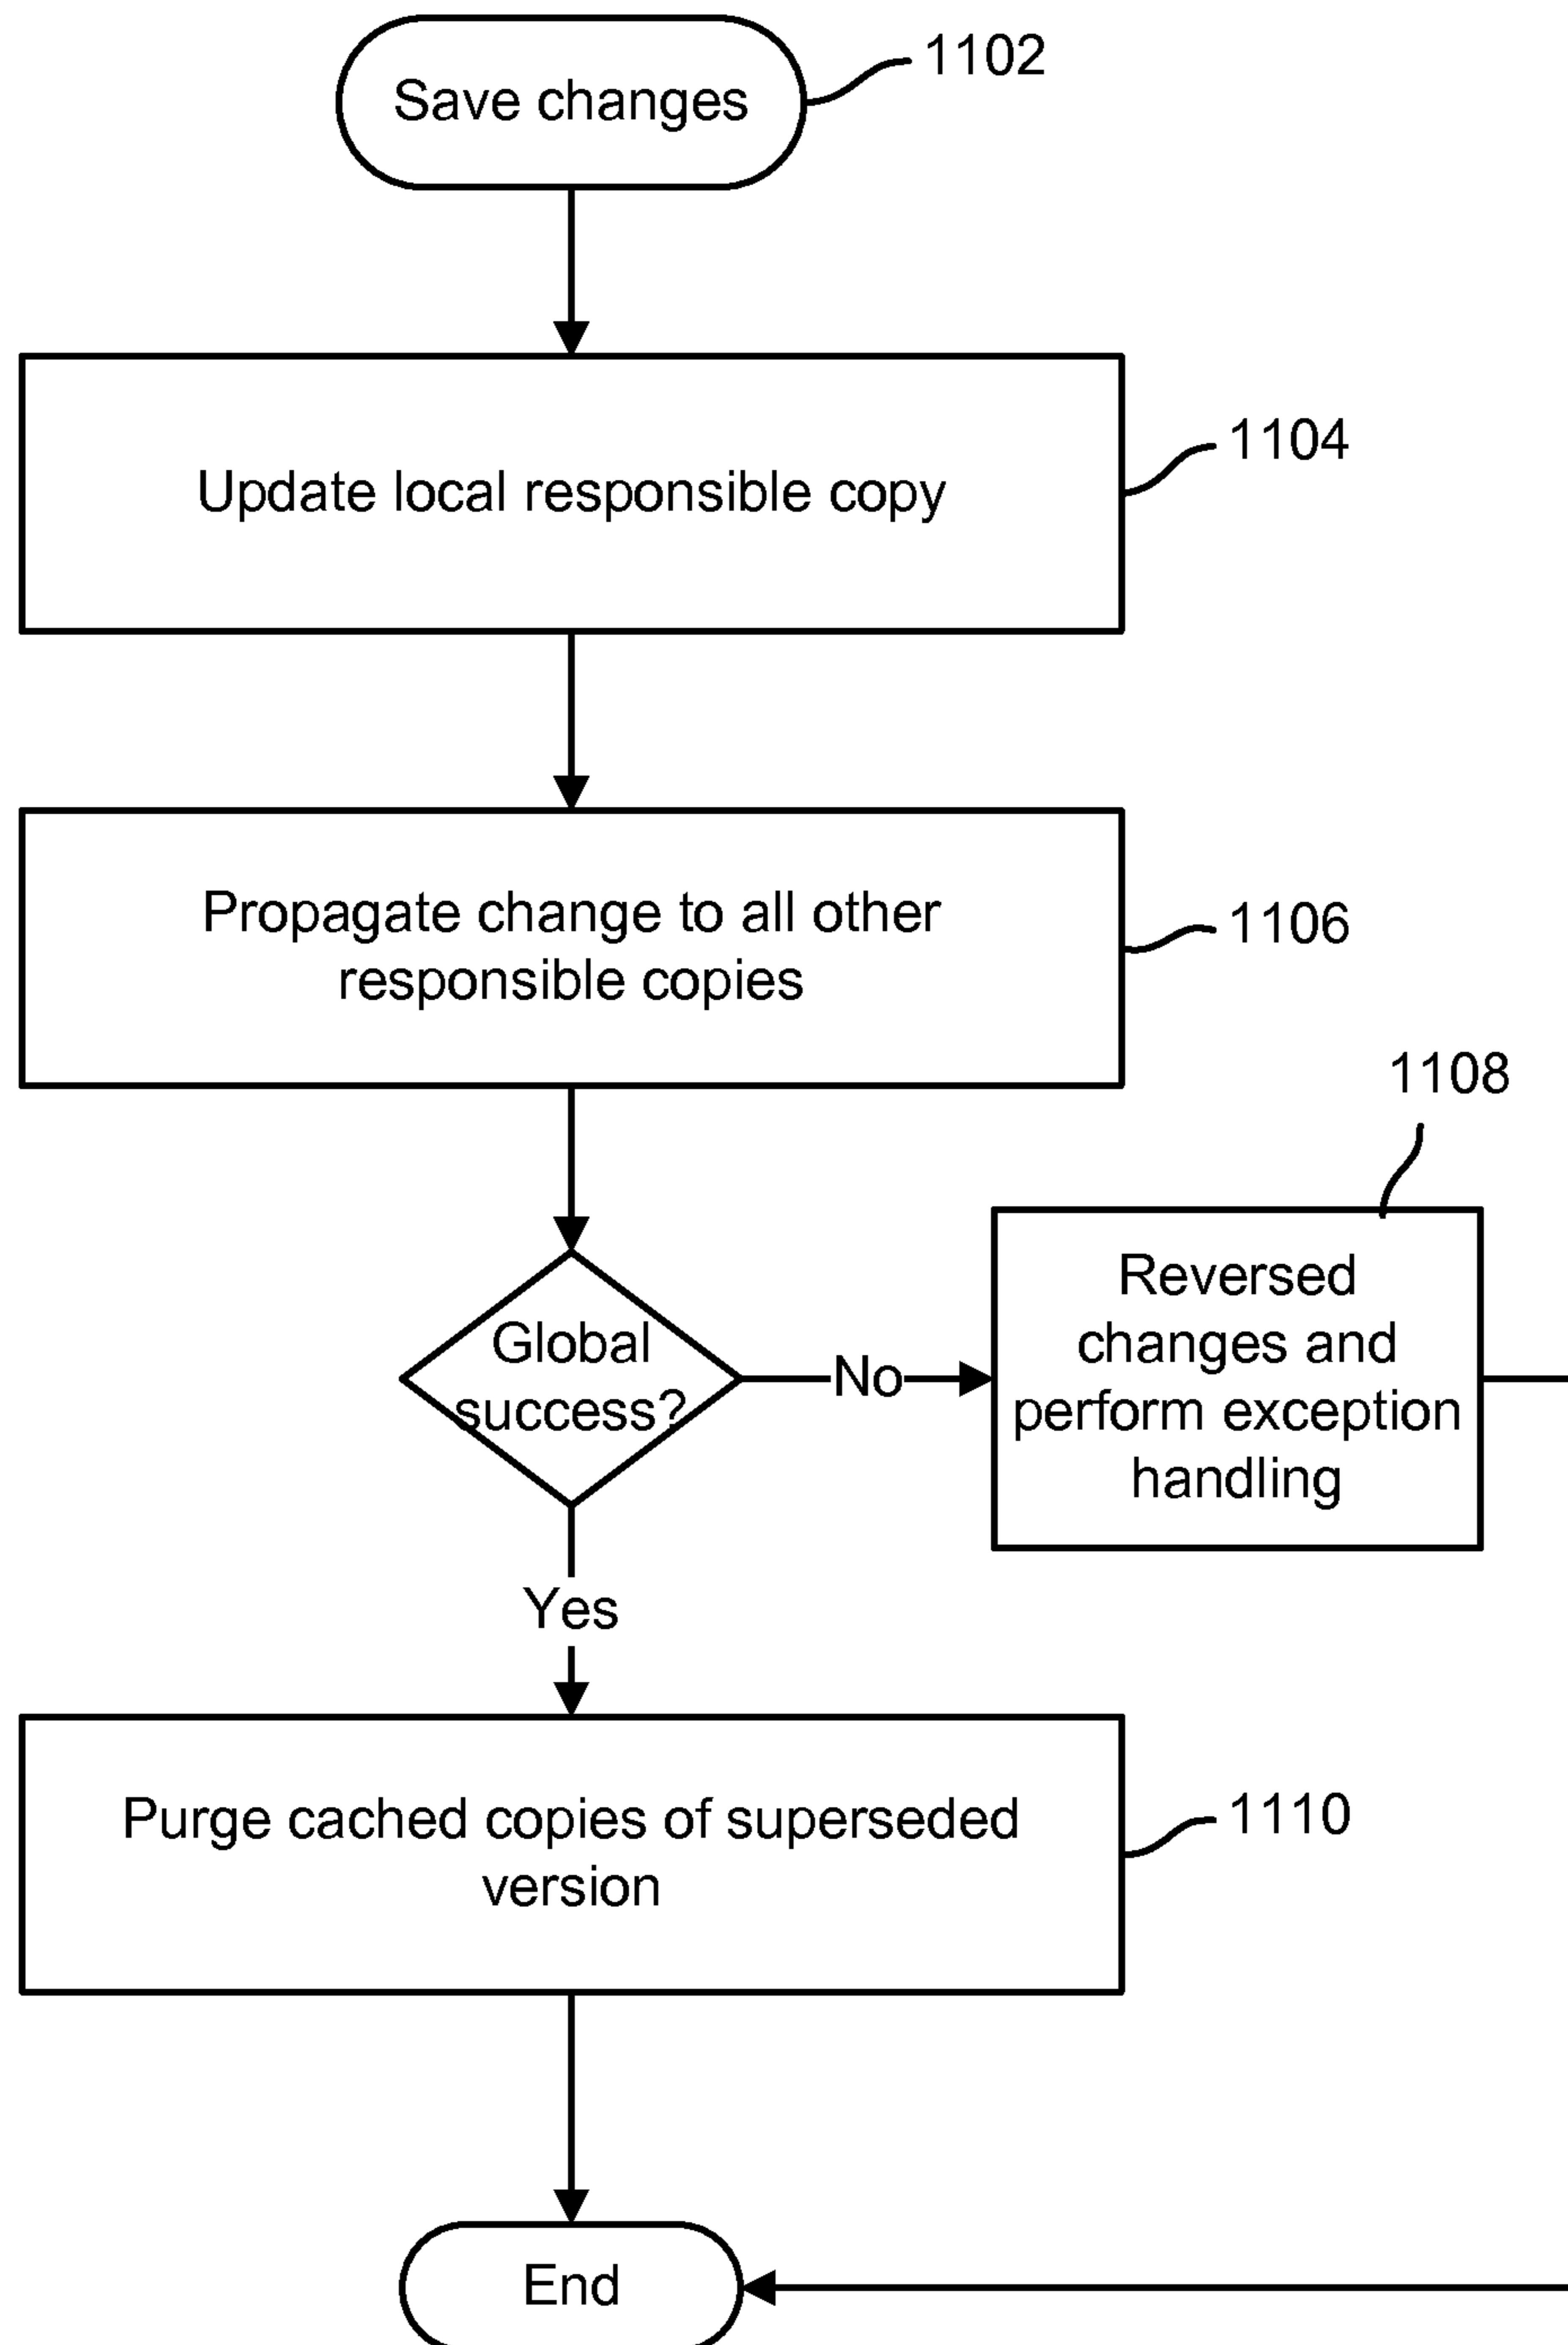 Save changes
1102
Update local responsible copy
1104
Propagate change to all other
responsible copies
1106
1108
Global
success?
No
Reversed
changes and
perform exception
handling
Yes
Purge cached copies of superseded
version
1110
End